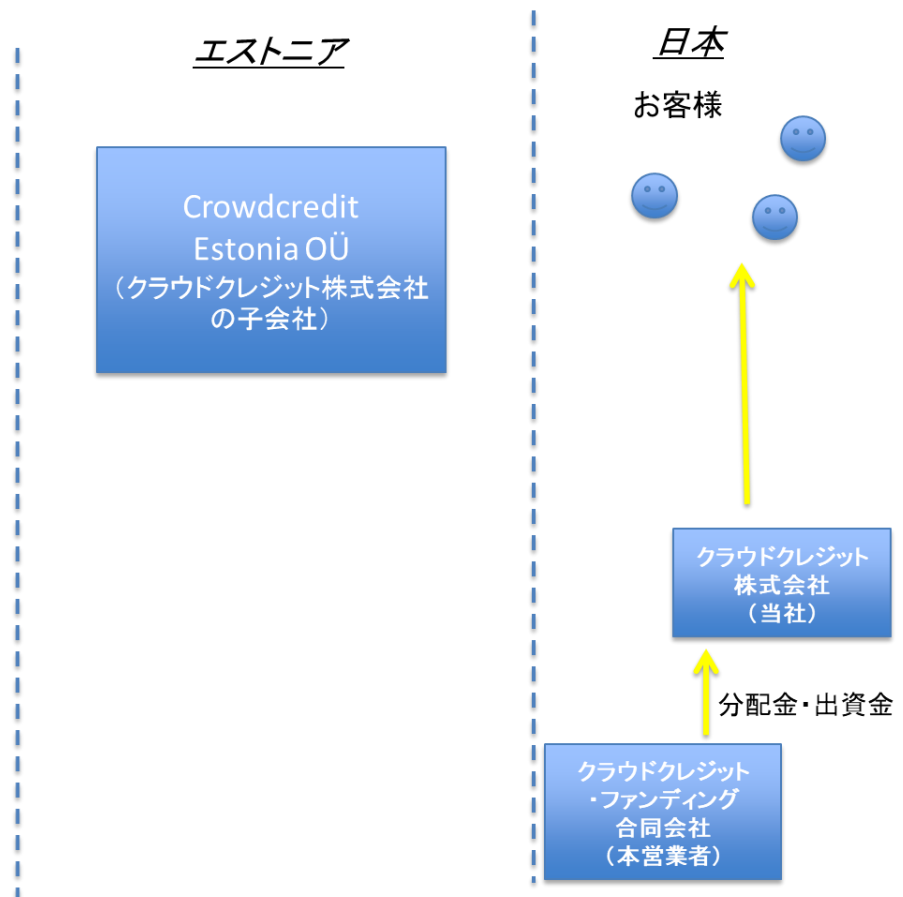 エストニア
日本
お客様
Crowdcredit
Estonia OÜ
（クラウドクレジット株式会社
の子会社）
クラウドクレジット
株式会社
（当社）
分配金・出資金
クラウドクレジット
・ファンディング
合同会社
（本営業者）